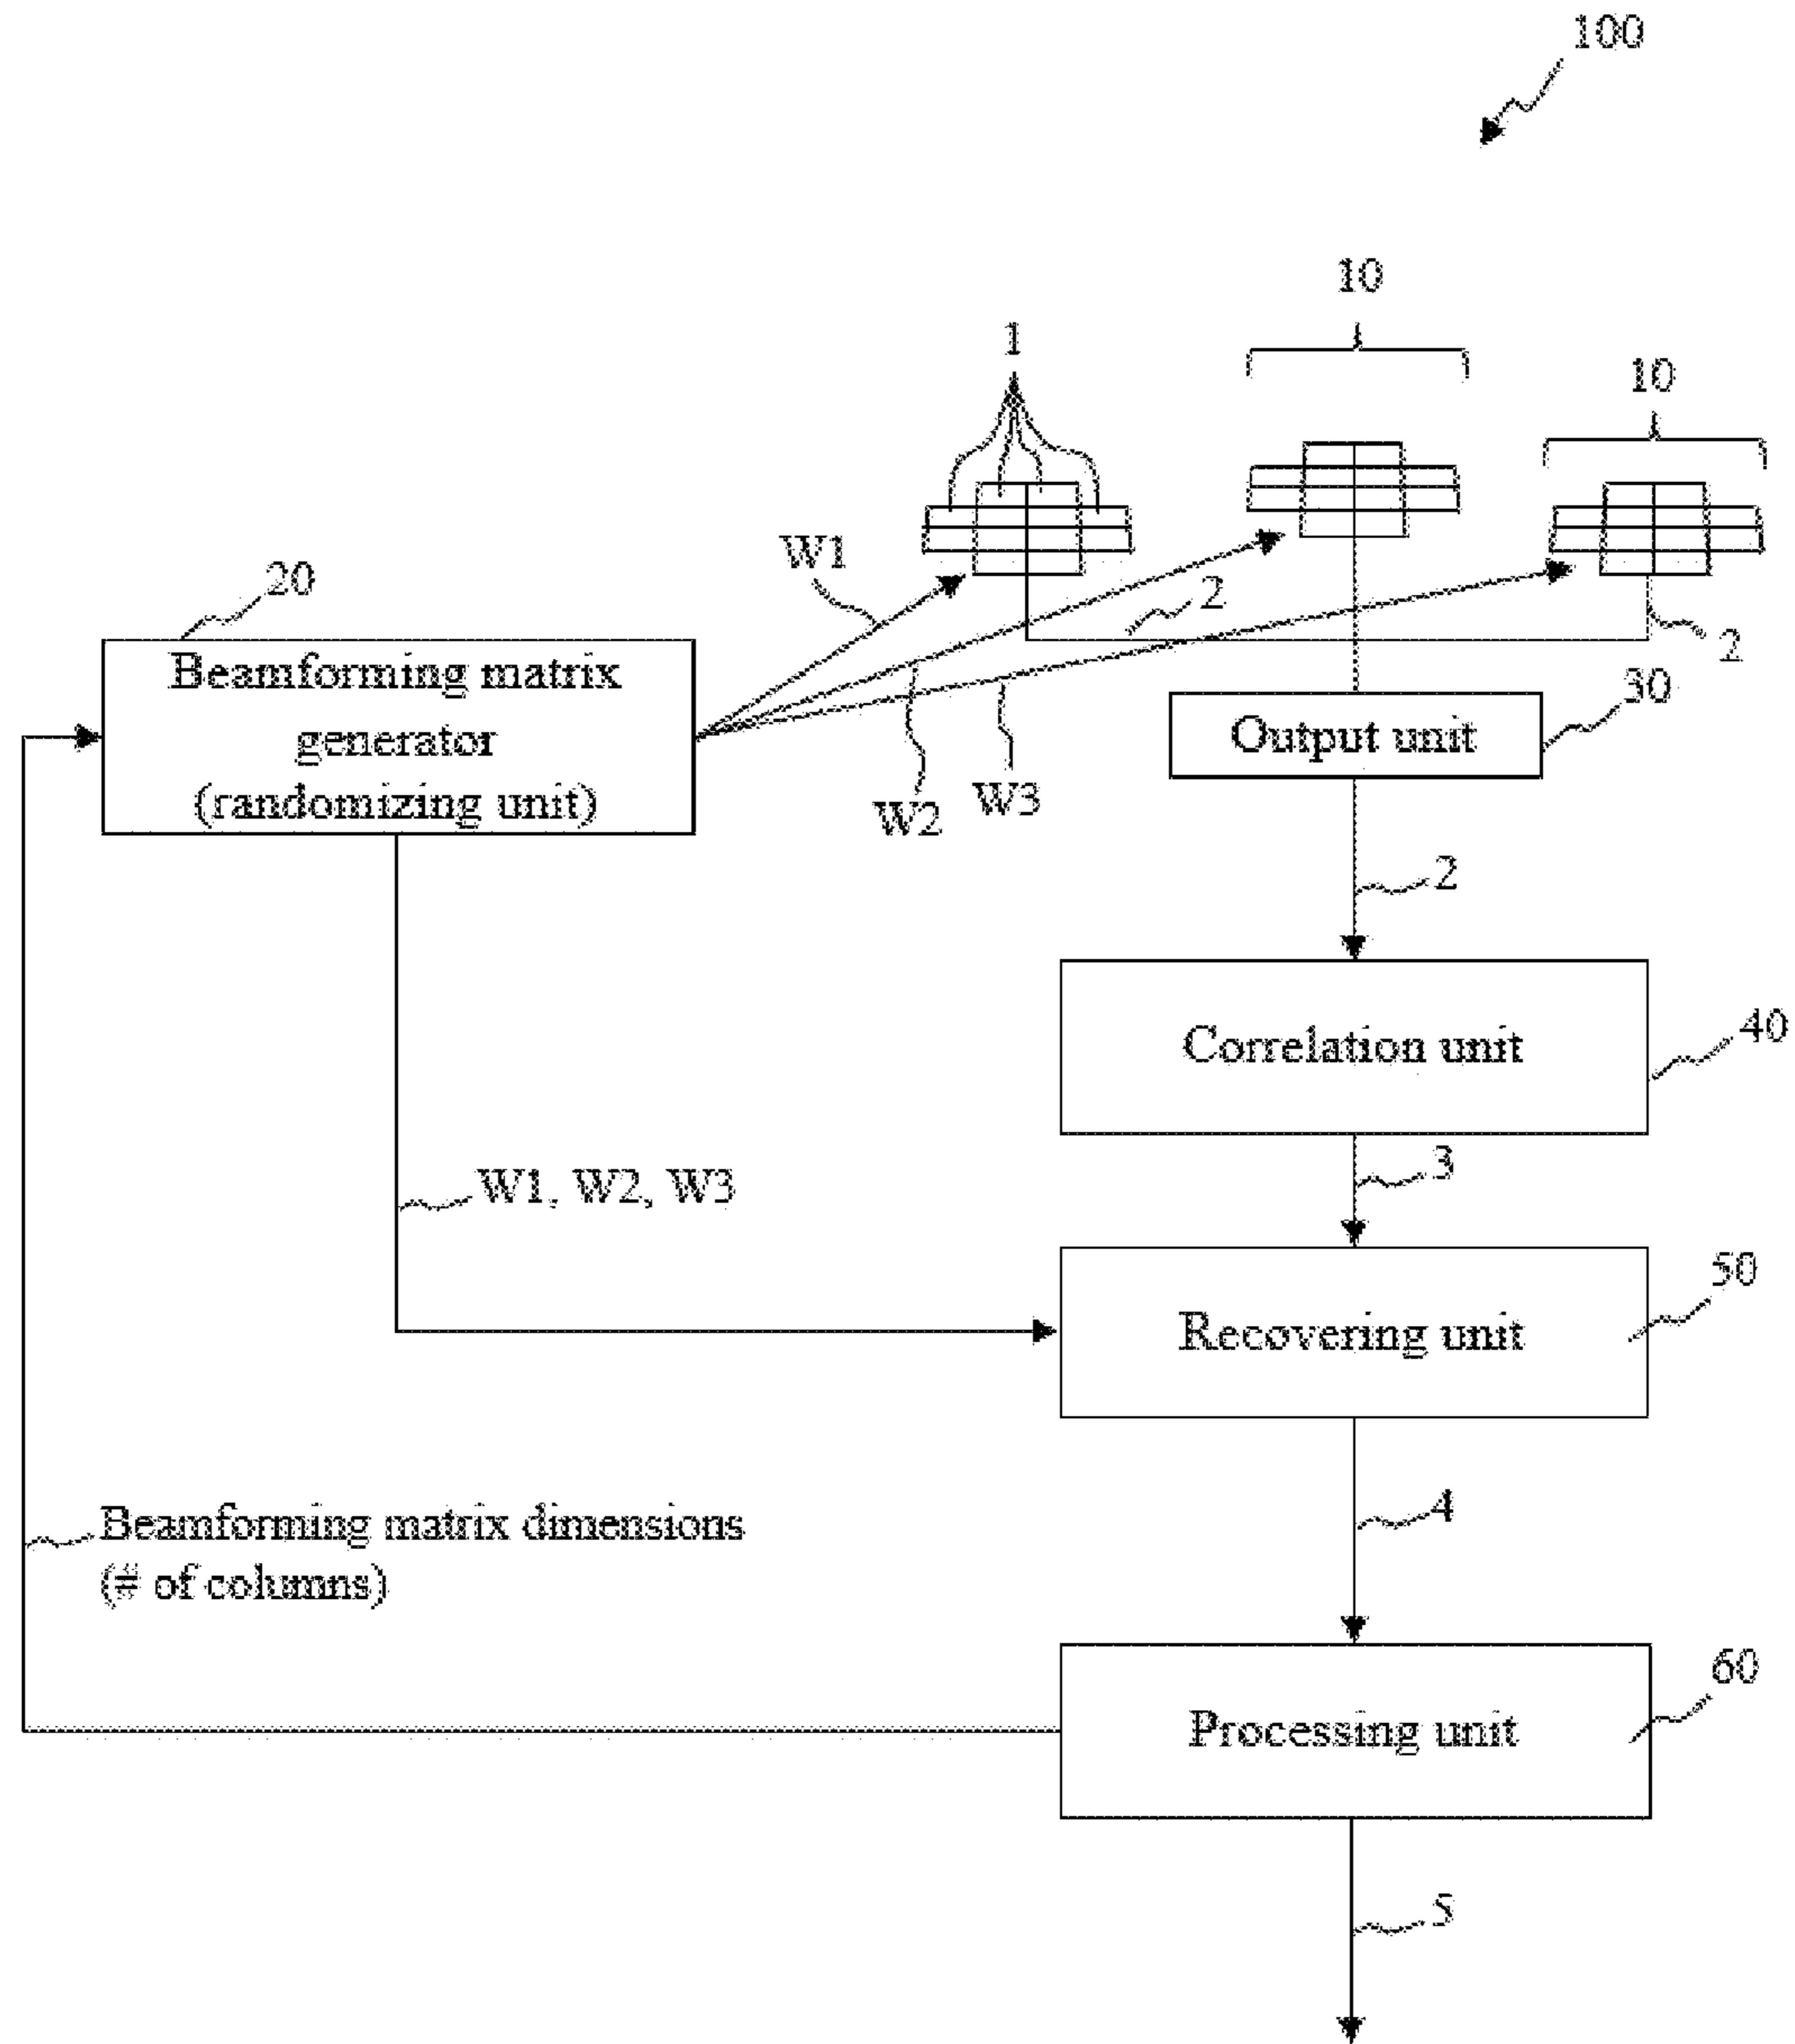 100
10
1
10
W1
20
2
2
Beamforming matrix
generator
(randomizing unit)
30
Output unit
W2
W3
2
Correlation unit
40
3
W1, W2, W3
50
Recovering unit
4
Beamforming matrix dimensions
(# of columns)
60
Processing unit
5